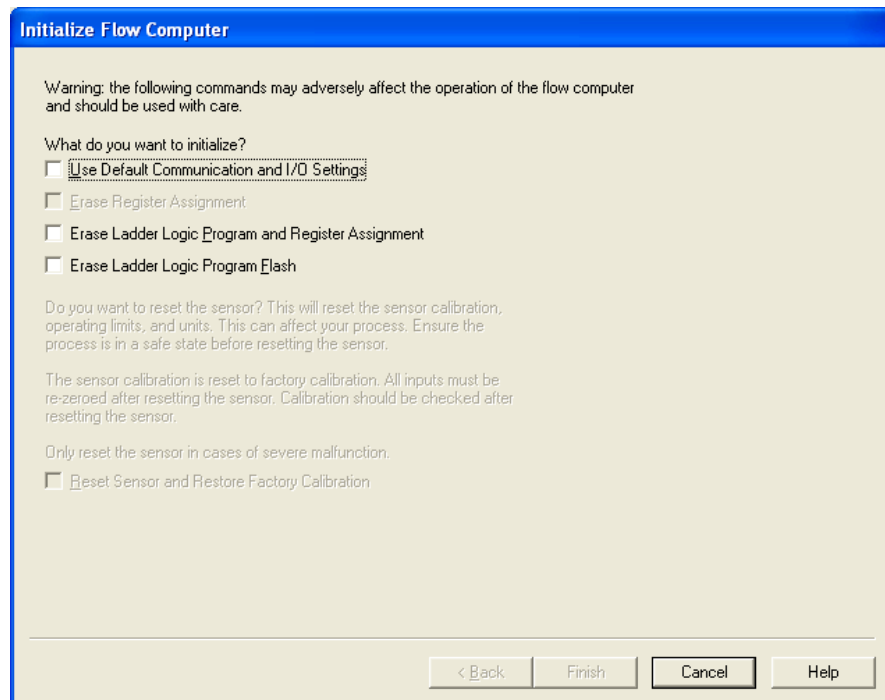 Initialize Flow Computer
Warning: the following commands may adversely affect the operation of the flow computer
and should be used with care.
What do you want to initialize?
Use Default Communication and I/O Settings
Erase Register Assignment
Erase Ladder Logic Program and Register Assignment
Erase Ladder Logic Program Flash
Do you want to reset the sensor? This will reset the sensor calibration,
operating limits, and units. This can affect your process. Ensure the
process is in a safe state before resetting the sensor.
The sensor calibration is reset to factory calibration. All inputs must be
re-zeroed after resetting the sensor. Calibration should be checked after
resetting the sensor.
Only reset the sensor in cases of severe malfunction.
Reset Sensor and Restore Factory Calibration
< Back Finish Cancel Help